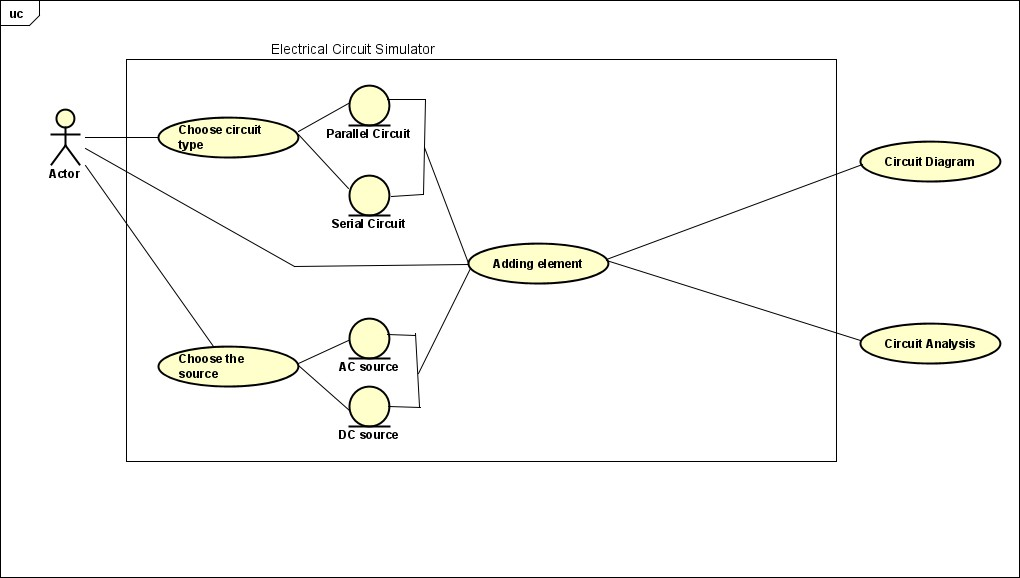 uc
Electrical Circuit Simulator
Actor
Choose circuit
type
Parallel Circuit
Serial Circuit
Circuit Diagram
Adding element
Choose the
source
AC source
DC source
Circuit Analysis